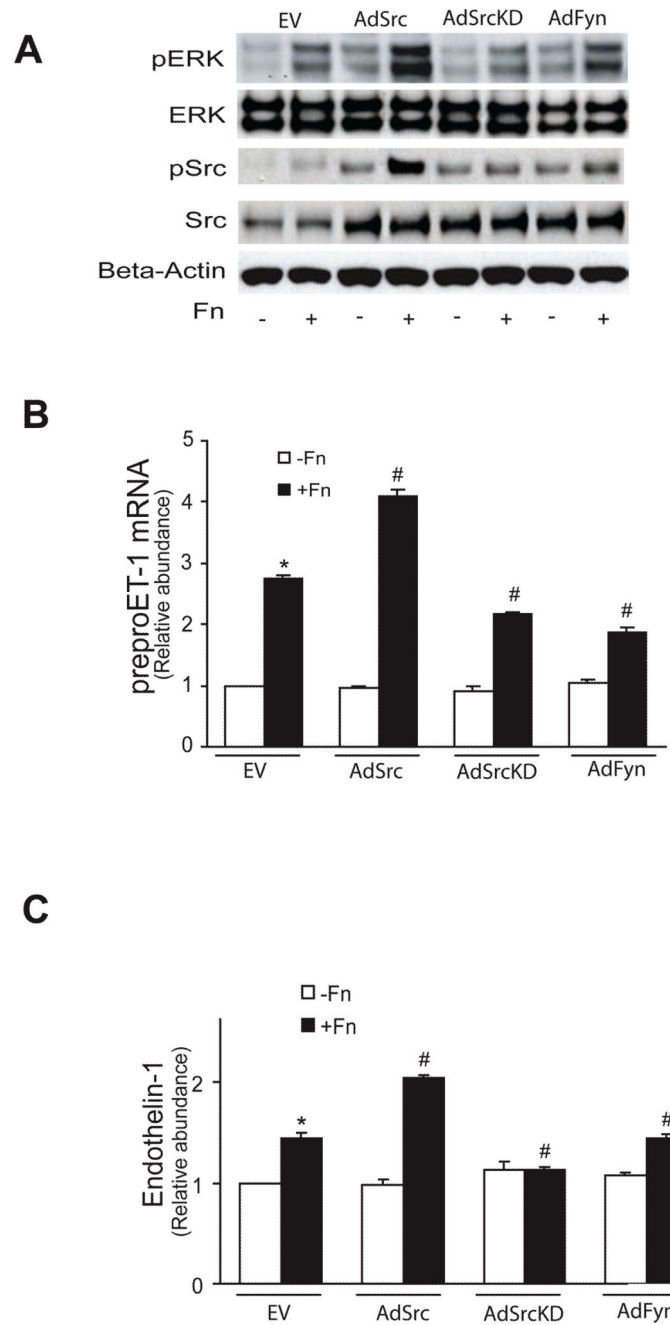 A
EV AdSrc AdSrcKD AdFyn
pERK
ERK
pSrc
Src
Beta-Actin
Fn - + - + - + - +
B
preproET-1 mRNA
(Relative abundance)
5
4
3
2
1
0
-Fn
+Fn
* # # #
EV AdSrc AdSrcKD AdFyn
C
Endothelin-1
(Relative abundance)
2
1
0
-Fn
+Fn
* # # #
EV AdSrc AdSrcKD AdFyn